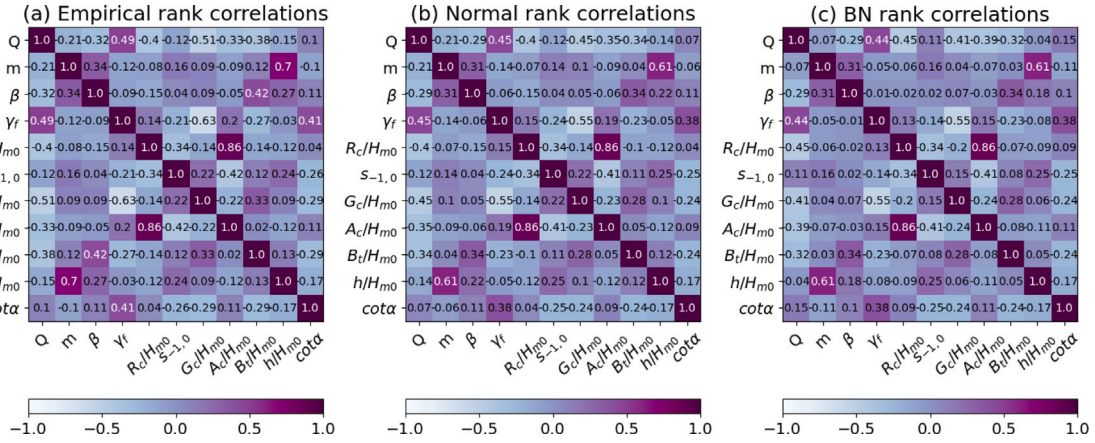 (a) Empirical rank correlations
Q 1.0 -0.21 -0.32 0.49 -0.4 -0.12 -0.51 -0.33 -0.38 -0.15 0.1
m -0.21 1.0 0.34 -0.12 -0.08 0.16 0.09 -0.09 0.12 0.7 -0.1
β -0.32 0.34 1.0 -0.09 -0.15 0.04 0.09 -0.09 0.42 0.27 0.11
γf 0.49 -0.12 -0.09 1.0 0.14 -0.21 -0.63 0.2 -0.27 -0.03 0.41
Hm0 -0.4 -0.08 -0.15 0.14 1.0 -0.34 -0.14 0.86 -0.14 -0.12 0.04
1,0 -0.12 0.16 0.04 -0.21 -0.34 1.0 0.22 -0.42 0.12 0.24 -0.26
Hm0 -0.51 0.09 0.09 -0.63 -0.14 0.22 1.0 -0.22 0.33 0.09 -0.29
m0 -0.33 -0.09 -0.09 0.2 0.86 -0.42 -0.22 1.0 0.02 -0.12 0.11
m0 -0.38 0.12 0.42 -0.27 -0.14 0.12 0.33 0.02 1.0 0.13 -0.29
m0 -0.15 0.7 0.27 -0.03 -0.12 0.24 0.09 -0.12 0.13 1.0 -0.17
otα 0.1 -0.1 0.11 0.41 0.04 -0.26 -0.29 0.11 -0.29 -0.17 1.0
Q m β γf Rc/Hm0 s−1,0 Gc/Hm0 Ac/Hm0 Bt/Hm0 h/Hm0 cotα
−1.0 −0.5 0.0 0.5 1.0
(b) Normal rank correlations
Q 1.0 -0.21 -0.29 0.45 -0.4 -0.12 -0.45 -0.35 -0.34 -0.14 0.07
m -0.21 1.0 0.31 -0.14 -0.07 0.14 0.1 -0.09 0.04 0.61 -0.06
β -0.29 0.31 1.0 -0.06 -0.15 0.04 0.05 -0.06 0.34 0.22 0.11
γf 0.45 -0.14 -0.06 1.0 0.15 -0.24 -0.55 0.19 -0.23 -0.05 0.38
Rc/Hm0 -0.4 -0.07 -0.15 0.15 1.0 -0.34 -0.14 0.86 -0.1 -0.12 0.04
s−1,0 -0.12 0.14 0.04 -0.24 -0.34 1.0 0.22 -0.41 0.11 0.25 -0.25
Gc/Hm0 -0.45 0.1 0.05 -0.55 -0.14 0.22 1.0 -0.23 0.28 0.1 -0.24
Ac/Hm0 -0.35 -0.09 -0.06 0.19 0.86 -0.41 -0.23 1.0 0.05 -0.12 0.09
Bt/Hm0 -0.34 0.04 0.34 -0.23 -0.1 0.11 0.28 0.05 1.0 0.12 -0.24
h/Hm0 -0.14 0.61 0.22 -0.05 -0.12 0.25 0.1 -0.12 0.12 1.0 -0.17
cotα 0.07 -0.06 0.11 0.38 0.04 -0.25 -0.24 0.09 -0.24 -0.17 1.0
Q m β γf Rc/Hm0 s−1,0 Gc/Hm0 Ac/Hm0 Bt/Hm0 h/Hm0 cotα
−1.0 −0.5 0.0 0.5 1.0
(c) BN rank correlations
Q 1.0 -0.07 -0.29 0.44 -0.45 0.11 -0.41 -0.39 -0.32 -0.04 0.15
m -0.07 1.0 0.31 -0.05 -0.06 0.16 0.04 -0.07 0.03 0.61 -0.11
β -0.29 0.31 1.0 -0.01 -0.02 0.04 0.07 -0.03 0.34 0.18 0.1
γf 0.44 -0.05 -0.01 1.0 0.13 -0.14 -0.55 0.15 -0.23 -0.08 0.38
Rc/Hm0 -0.45 -0.06 -0.02 0.13 1.0 -0.34 -0.2 0.86 -0.07 -0.09 0.09
s−1,0 0.11 0.16 0.04 -0.14 -0.34 1.0 0.15 -0.41 0.08 0.25 -0.25
Gc/Hm0 -0.41 0.04 0.07 -0.55 -0.2 0.15 1.0 -0.24 0.28 0.06 -0.24
Ac/Hm0 -0.39 -0.07 -0.03 0.15 0.86 -0.41 -0.24 1.0 -0.08 -0.11 0.11
Bt/Hm0 -0.32 0.03 0.34 -0.23 -0.07 0.08 0.28 -0.08 1.0 0.05 -0.24
h/Hm0 -0.04 0.61 0.18 -0.08 -0.09 0.25 0.06 -0.11 0.05 1.0 -0.17
cotα 0.15 -0.11 0.1 0.38 0.09 -0.25 -0.24 0.11 -0.24 -0.17 1.0
Q m β γf Rc/Hm0 s−1,0 Gc/Hm0 Ac/Hm0 Bt/Hm0 h/Hm0 cotα
−1.0 −0.5 0.0 0.5 1.0